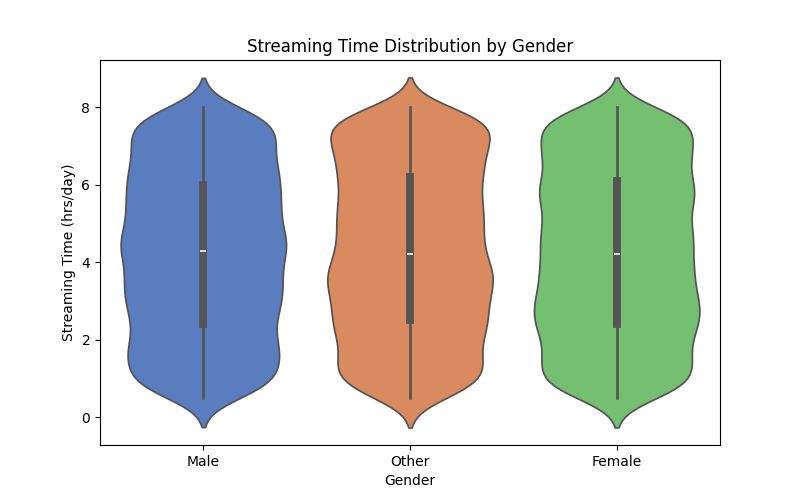 Streaming Time Distribution by Gender
Streaming Time (hrs/day)
8
6
4
2
0
Male Other Female
Gender